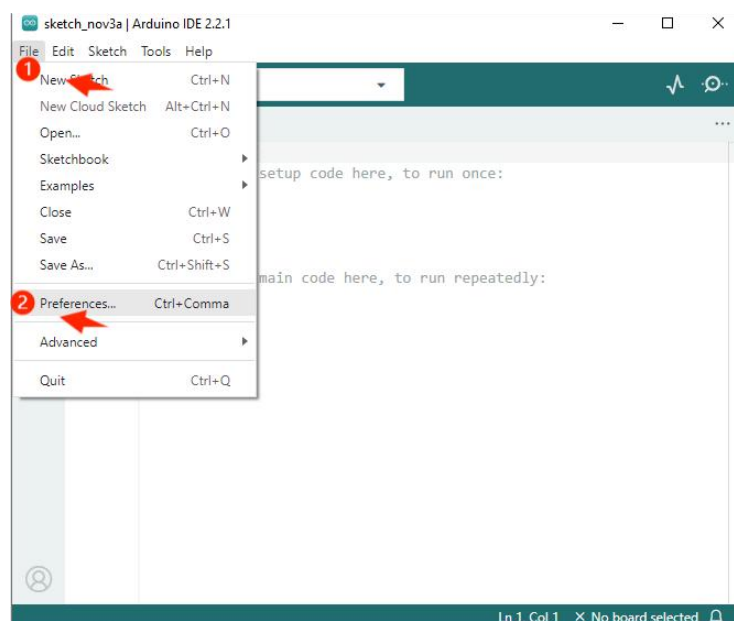 sketch_nov3a | Arduino IDE 2.2.1
File Edit Sketch Tools Help
1
New Sketch Ctrl+N
New Cloud Sketch Alt+Ctrl+N
Open... Ctrl+O
Sketchbook
setup code here, to run once:
Examples
Close Ctrl+W
Save Ctrl+S
Save As... Ctrl+Shift+S
main code here, to run repeatedly:
2 Preferences... Ctrl+Comma
Advanced
Quit Ctrl+Q
Ln 1, Col 1 × No board selected